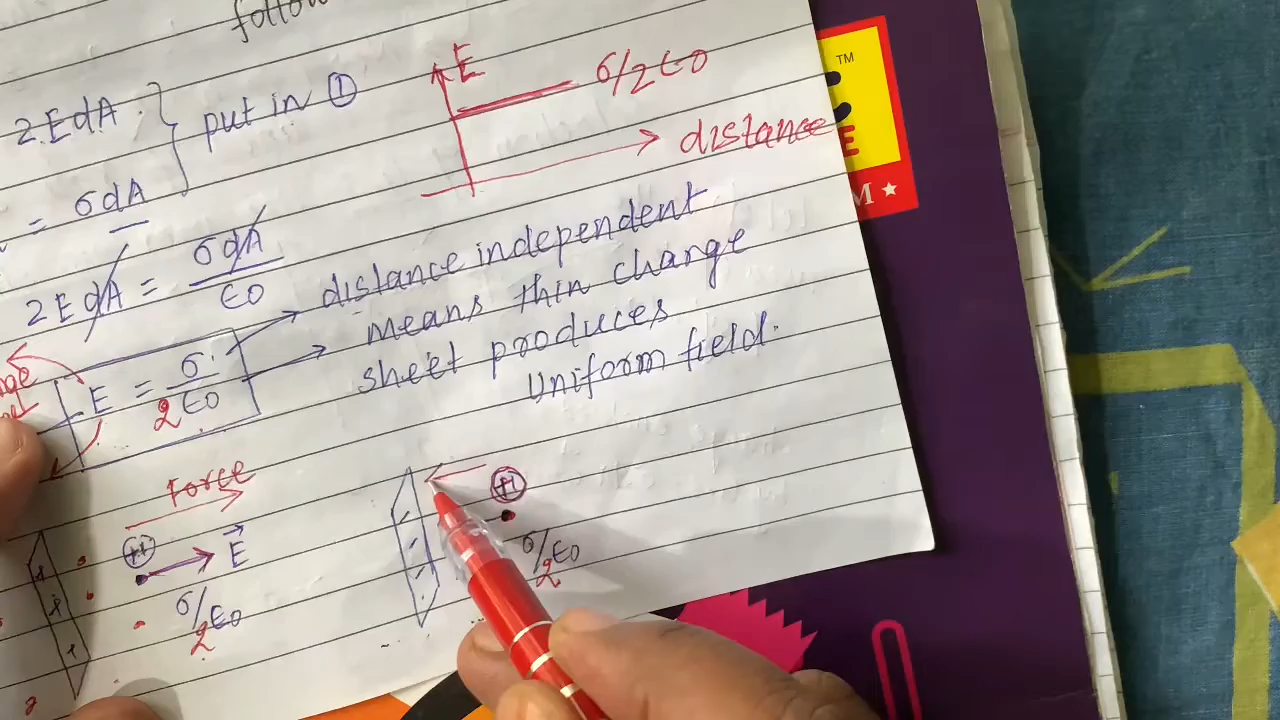 follow
E
σ/2ε0
2EdA } put in ①
distance
= σdA
2EdA = σdA/ε0
distance independent
means thin charge
sheet produces
Uniform field.
E = σ/2ε0
Force
+1
E
σ/2ε0
+1
σ/2ε0
TM
M ★